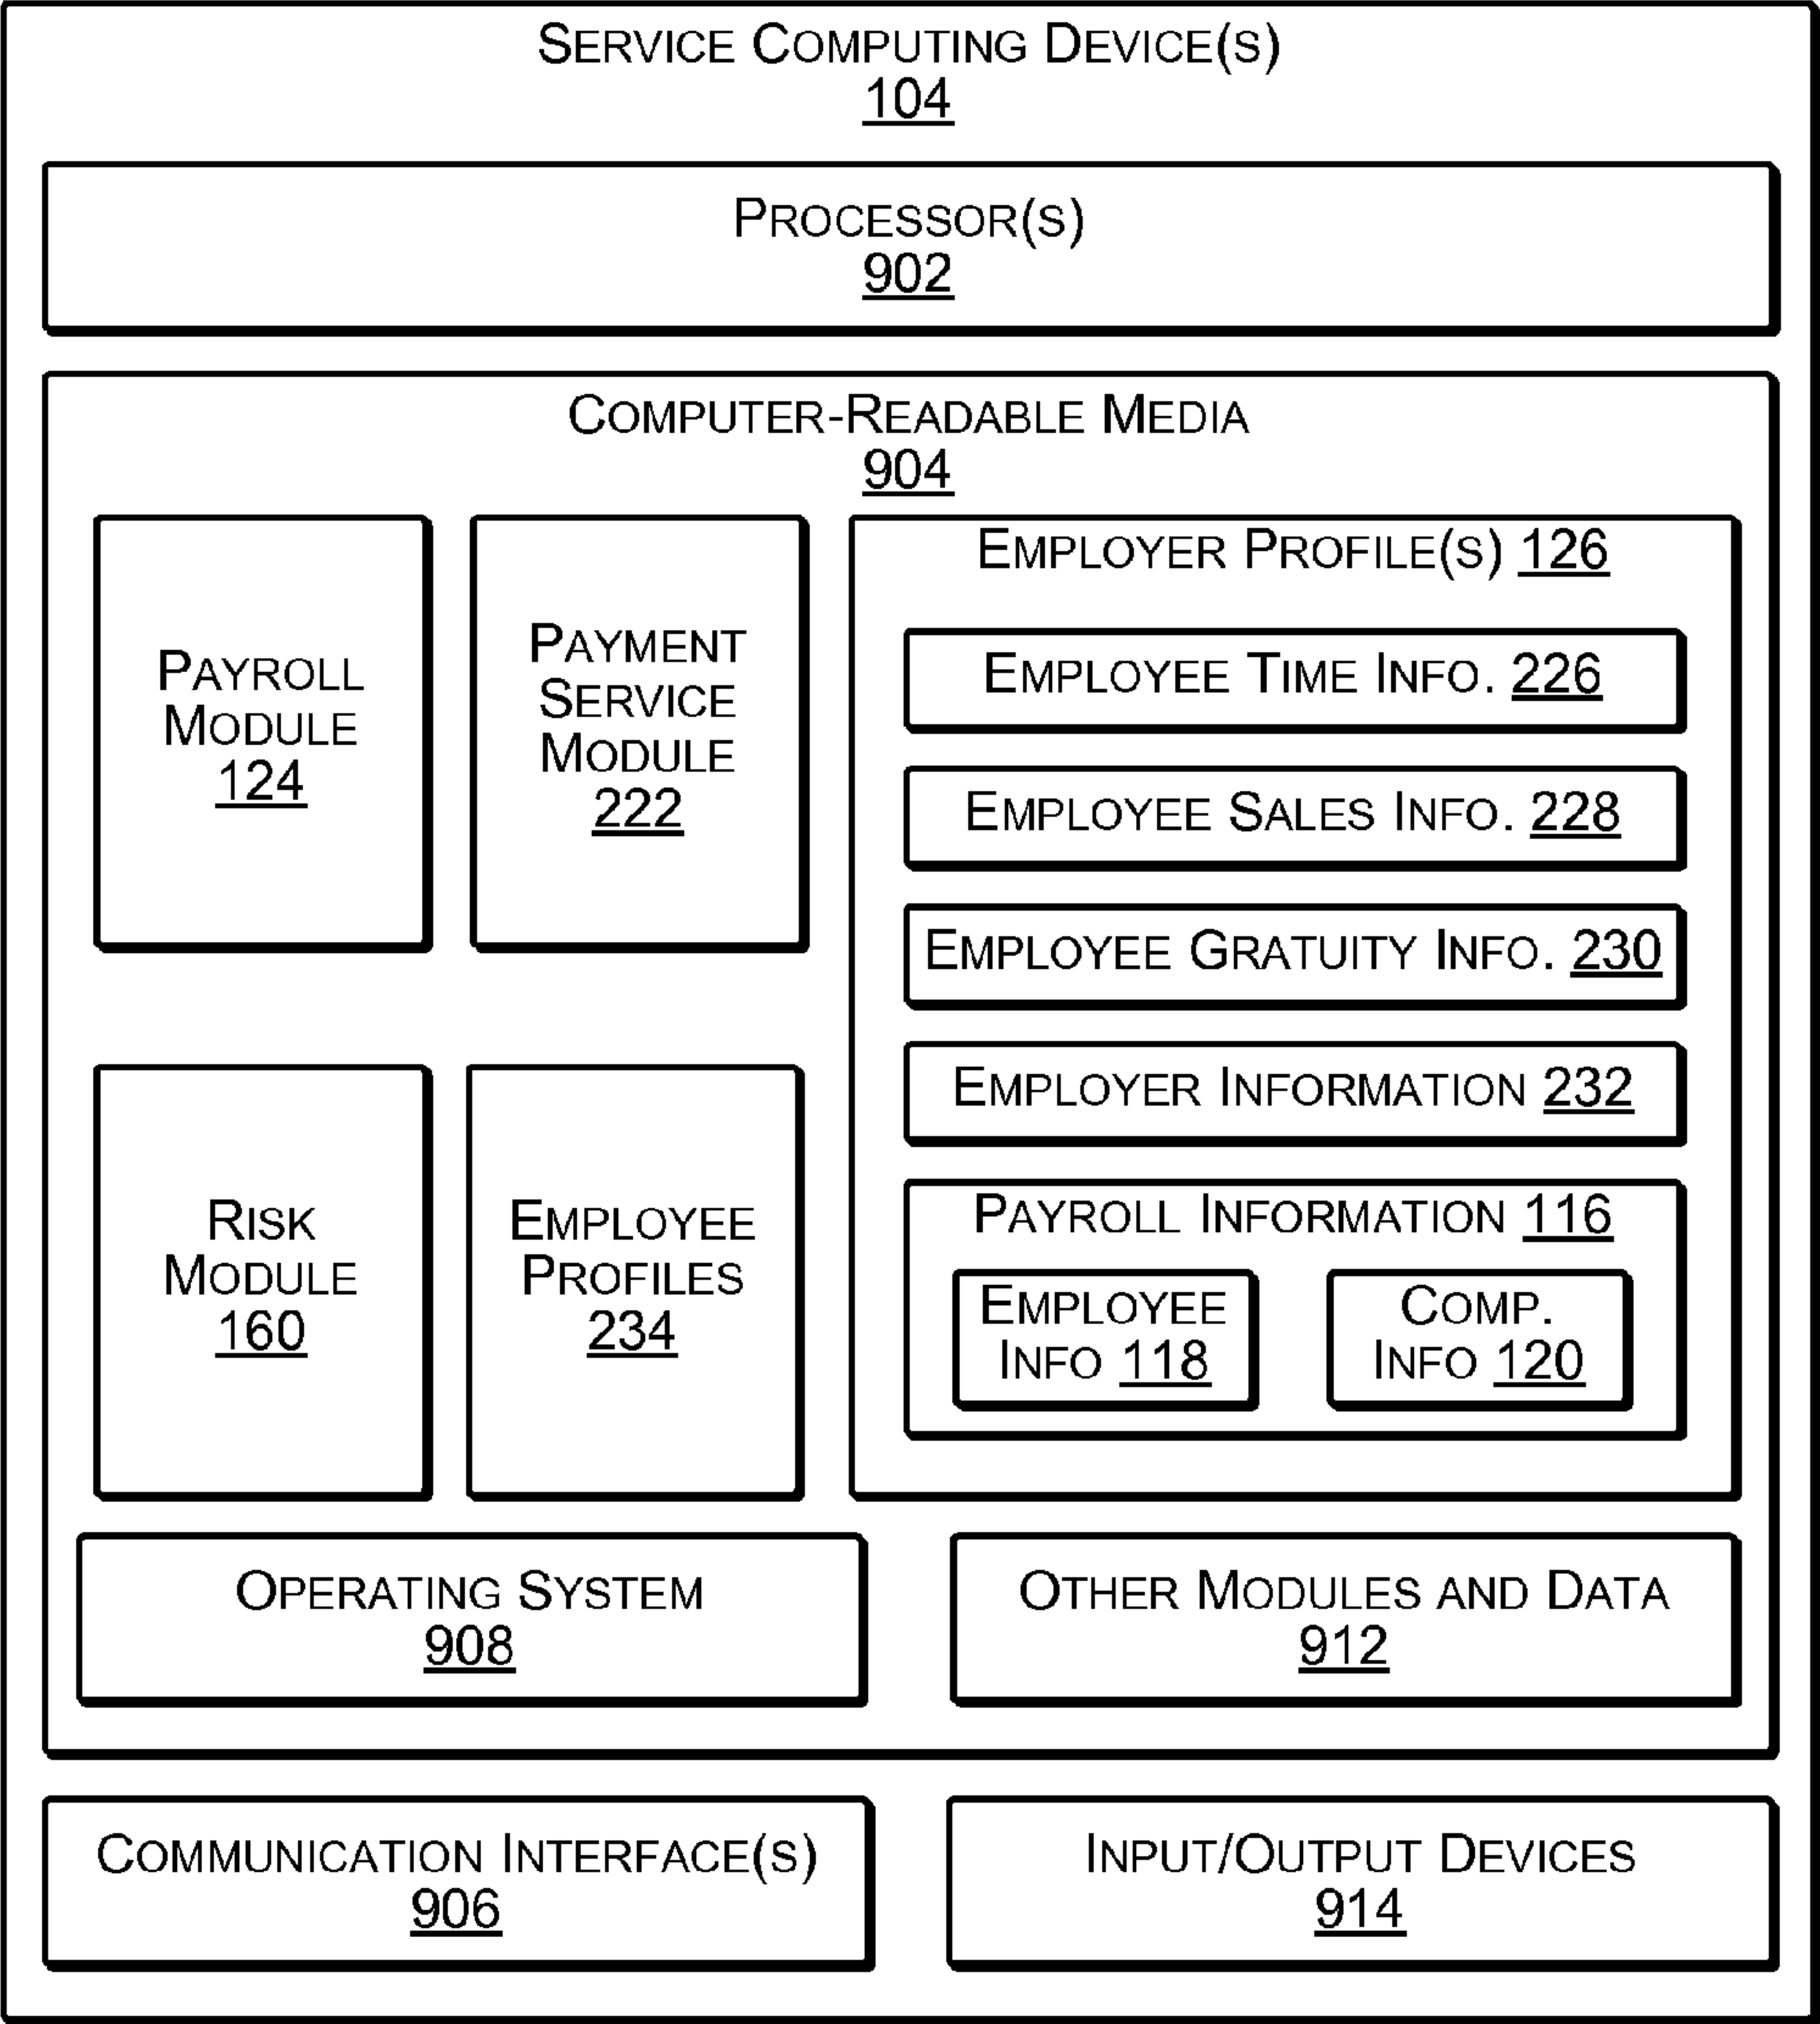 SERVICE COMPUTING DEVICE(S)
104
PROCESSOR(S)
902
COMPUTER-READABLE MEDIA
904
PAYROLL
MODULE
124
PAYMENT
SERVICE
MODULE
222
RISK
MODULE
160
EMPLOYEE
PROFILES
234
EMPLOYER PROFILE(S) 126
EMPLOYEE TIME INFO. 226
EMPLOYEE SALES INFO. 228
EMPLOYEE GRATUITY INFO. 230
EMPLOYER INFORMATION 232
PAYROLL INFORMATION 116
EMPLOYEE
INFO 118
COMP.
INFO 120
OPERATING SYSTEM
908
OTHER MODULES AND DATA
912
COMMUNICATION INTERFACE(S)
906
INPUT/OUTPUT DEVICES
914